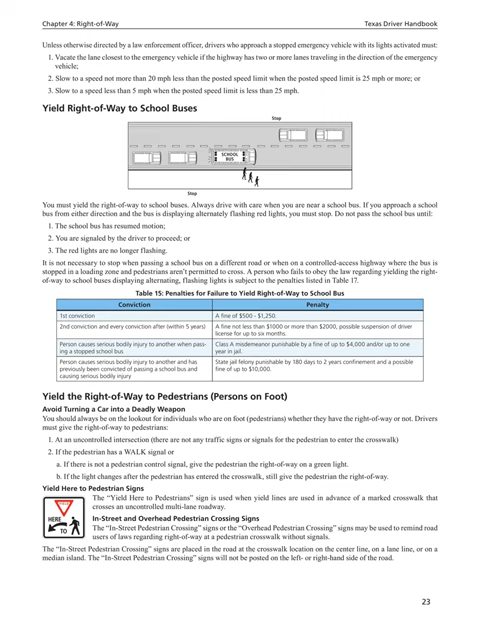 Chapter 4: Right-of-Way
Texas Driver Handbook
Unless otherwise directed by a law enforcement officer, drivers who approach a stopped emergency vehicle with its lights activated must:
1. Vacate the lane closest to the emergency vehicle if the highway has two or more lanes traveling in the direction of the emergency
vehicle;
2. Slow to a speed not more than 20 mph less than the posted speed limit when the posted speed limit is 25 mph or more; or
3. Slow to a speed less than 5 mph when the posted speed limit is less than 25 mph.
Yield Right-of-Way to School Buses
Stop
SCHOOL
BUS
Stop
You must yield the right-of-way to school buses. Always drive with care when you are near a school bus. If you approach a school
bus from either direction and the bus is displaying alternately flashing red lights, you must stop. Do not pass the school bus until:
1. The school bus has resumed motion;
2. You are signaled by the driver to proceed; or
3. The red lights are no longer flashing.
It is not necessary to stop when passing a school bus on a different road or when on a controlled-access highway where the bus is
stopped in a loading zone and pedestrians aren't permitted to cross. A person who fails to obey the law regarding yielding the right-
of-way to school buses displaying alternating, flashing lights is subject to the penalties listed in Table 17.
Table 15: Penalties for Failure to Yield Right-of-Way to School Bus
Conviction
Penalty
1st conviction
A fine of $500 - $1,250.
2nd conviction and every conviction after (within 5 years)
A fine not less than $1000 or more than $2000, possible suspension of driver
license for up to six months.
Person causes serious bodily injury to another when pass-
ing a stopped school bus
Class A misdemeanor punishable by a fine of up to $4,000 and/or up to one
year in jail.
Person causes serious bodily injury to another and has
previously been convicted of passing a school bus and
causing serious bodily injury
State jail felony punishable by 180 days to 2 years confinement and a possible
fine of up to $10,000.
Yield the Right-of-Way to Pedestrians (Persons on Foot)
Avoid Turning a Car into a Deadly Weapon
You should always be on the lookout for individuals who are on foot (pedestrians) whether they have the right-of-way or not. Drivers
must give the right-of-way to pedestrians:
1. At an uncontrolled intersection (there are not any traffic signs or signals for the pedestrian to enter the crosswalk)
2. If the pedestrian has a WALK signal or
a. If there is not a pedestrian control signal, give the pedestrian the right-of-way on a green light.
b. If the light changes after the pedestrian has entered the crosswalk, still give the pedestrian the right-of-way.
Yield Here to Pedestrian Signs
HERE
TO
The “Yield Here to Pedestrians” sign is used when yield lines are used in advance of a marked crosswalk that
crosses an uncontrolled multi-lane roadway.
In-Street and Overhead Pedestrian Crossing Signs
The “In-Street Pedestrian Crossing” signs or the “Overhead Pedestrian Crossing” signs may be used to remind road
users of laws regarding right-of-way at a pedestrian crosswalk without signals.
The “In-Street Pedestrian Crossing” signs are placed in the road at the crosswalk location on the center line, on a lane line, or on a
median island. The “In-Street Pedestrian Crossing” signs will not be posted on the left- or right-hand side of the road.
23